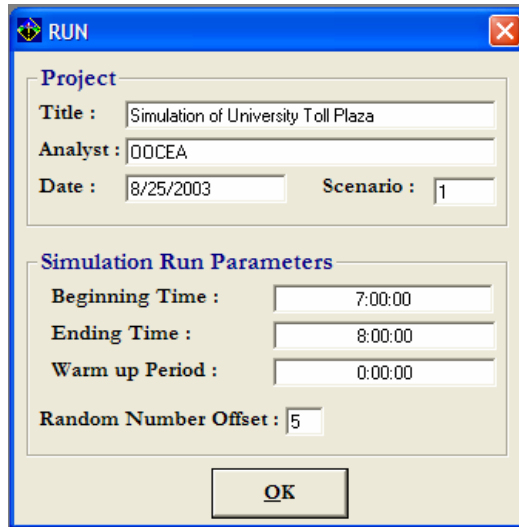 RUN
Project
Title : Simulation of University Toll Plaza
Analyst : OOCEA
Date : 8/25/2003 Scenario : 1
Simulation Run Parameters
Beginning Time : 7:00:00
Ending Time : 8:00:00
Warm up Period : 0:00:00
Random Number Offset : 5
OK